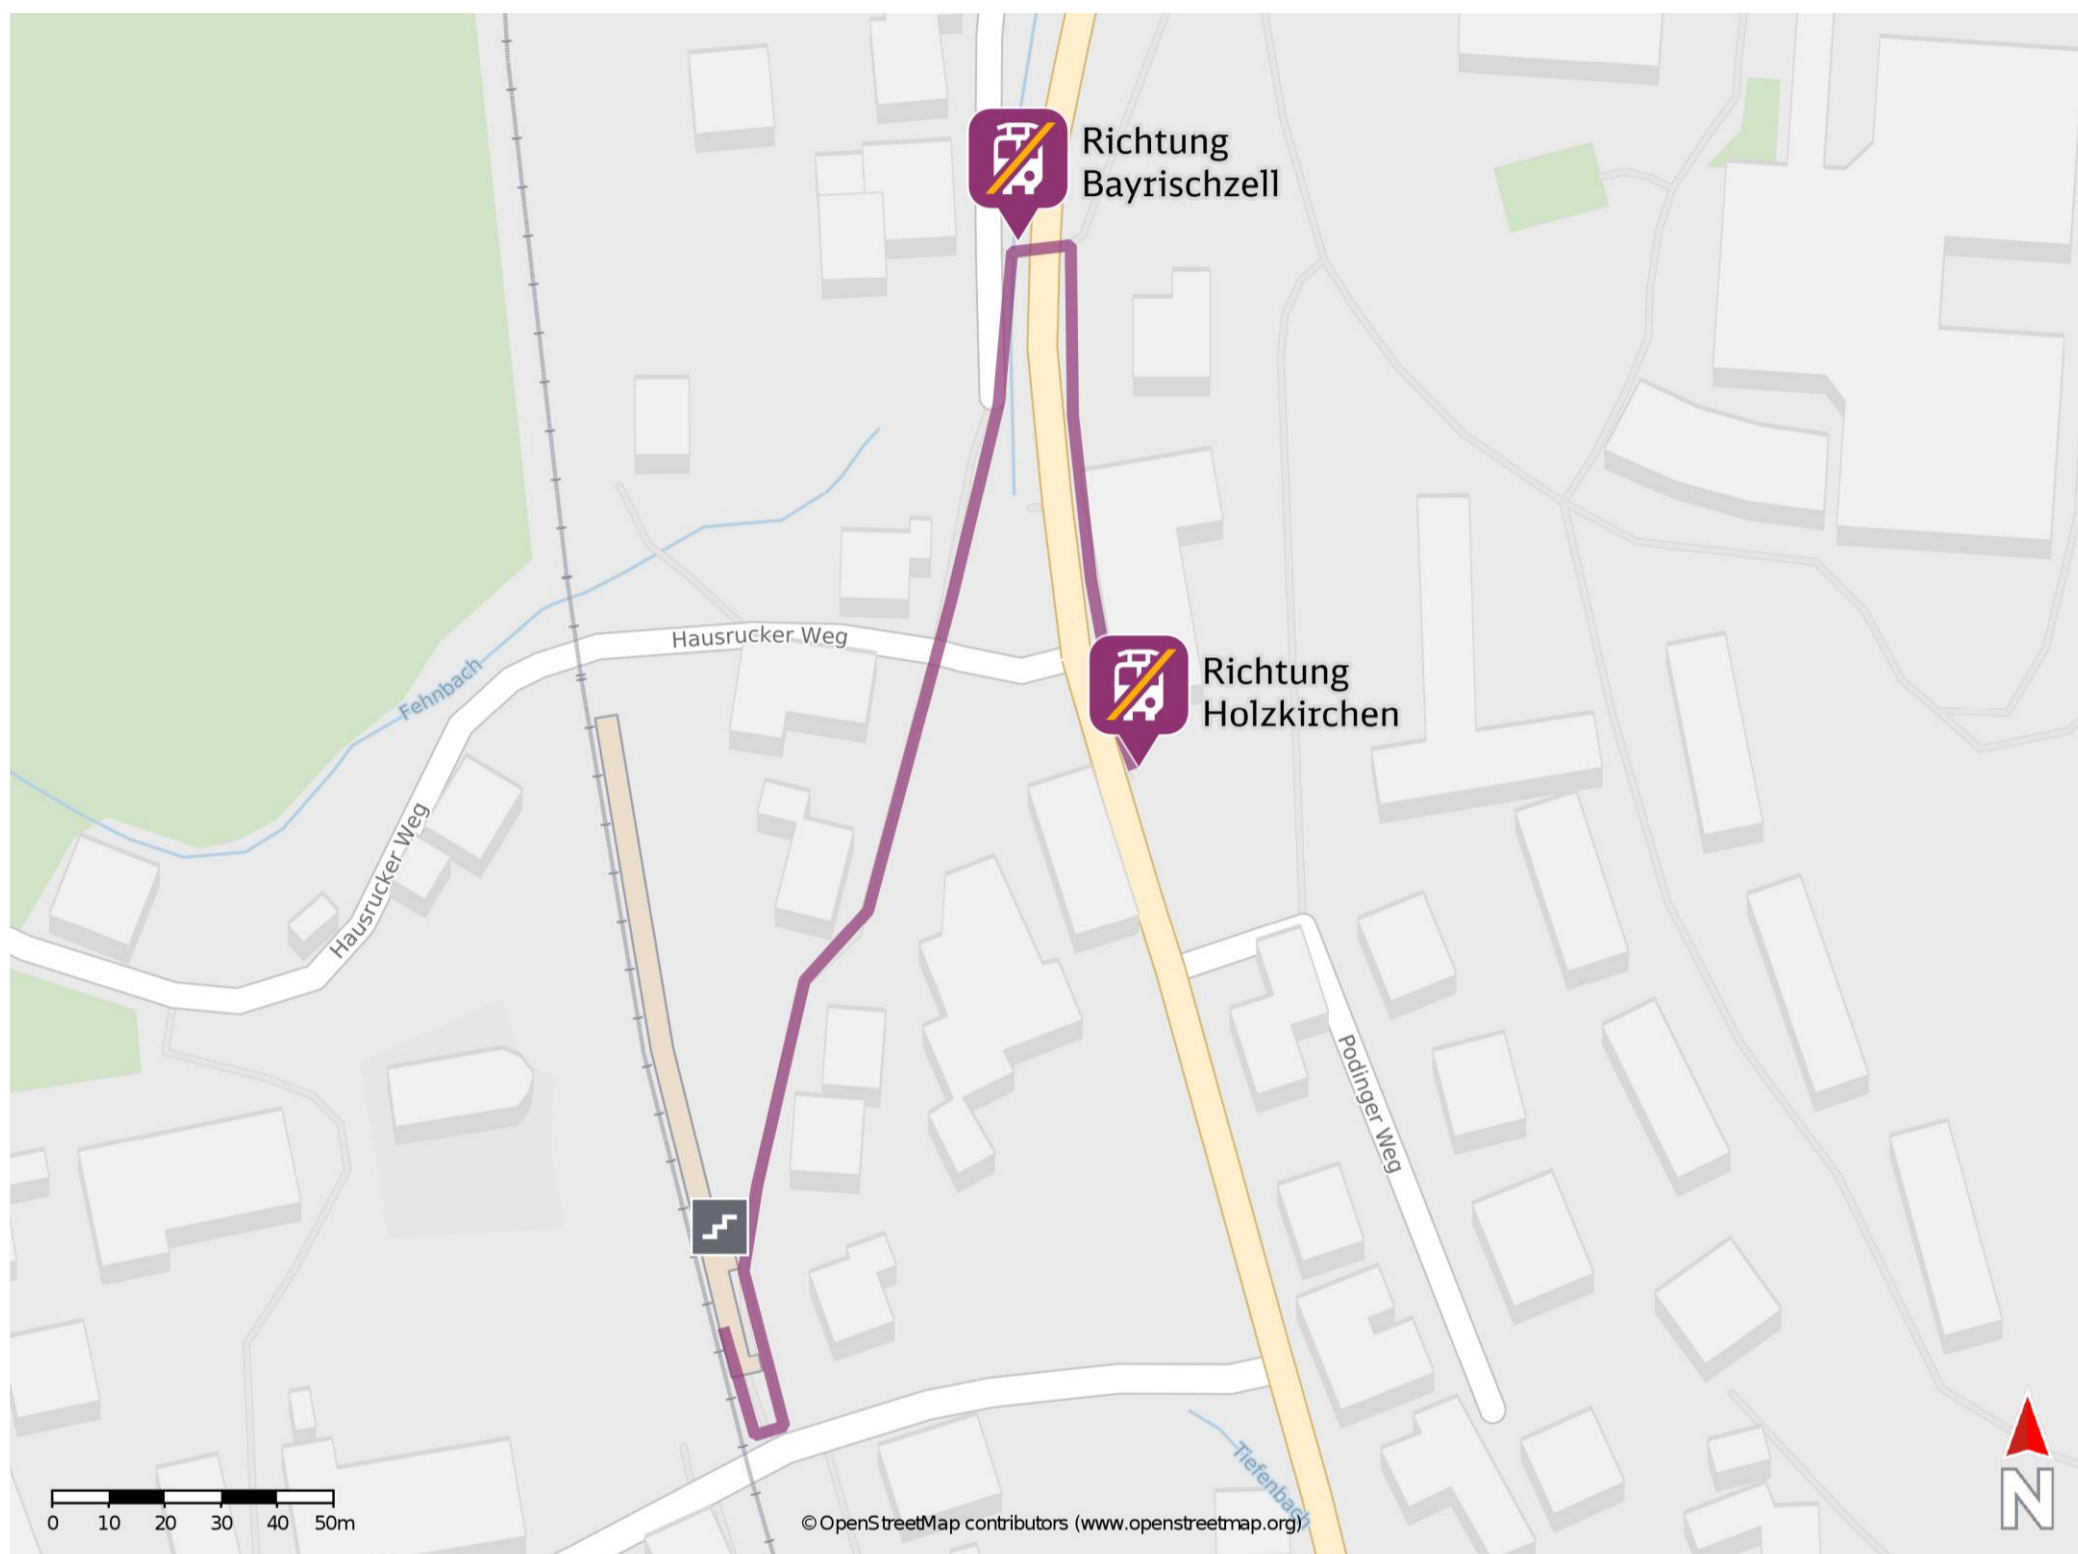 Richtung
Bayrischzell
Hausrucker Weg
Fehnbach
Richtung
Holzkirchen
Hausrucker Weg
Podinger Weg
Tiefenbach
0 10 20 30 40 50m
© OpenStreetMap contributors (www.openstreetmap.org)
N